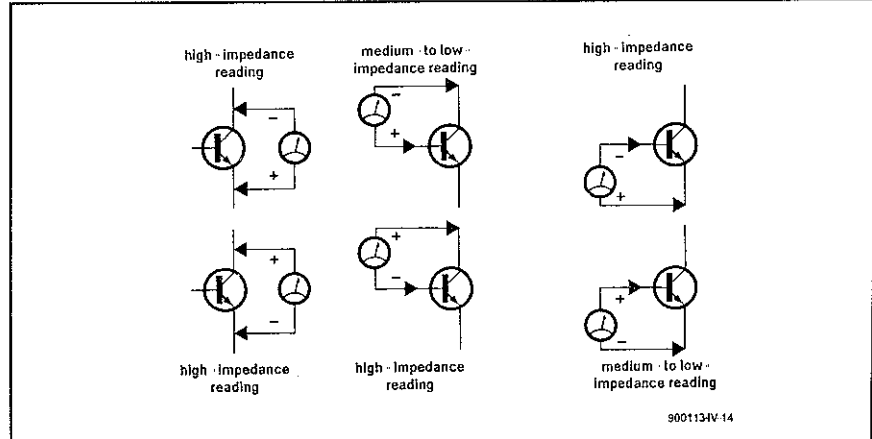 high - impedance
reading
medium - to low -
impedance reading
high - impedance
reading
−
+
−
+
−
+
+
−
+
−
+
−
high - impedance
reading
high - impedance
reading
medium - to low -
impedance reading
900113-IV-14